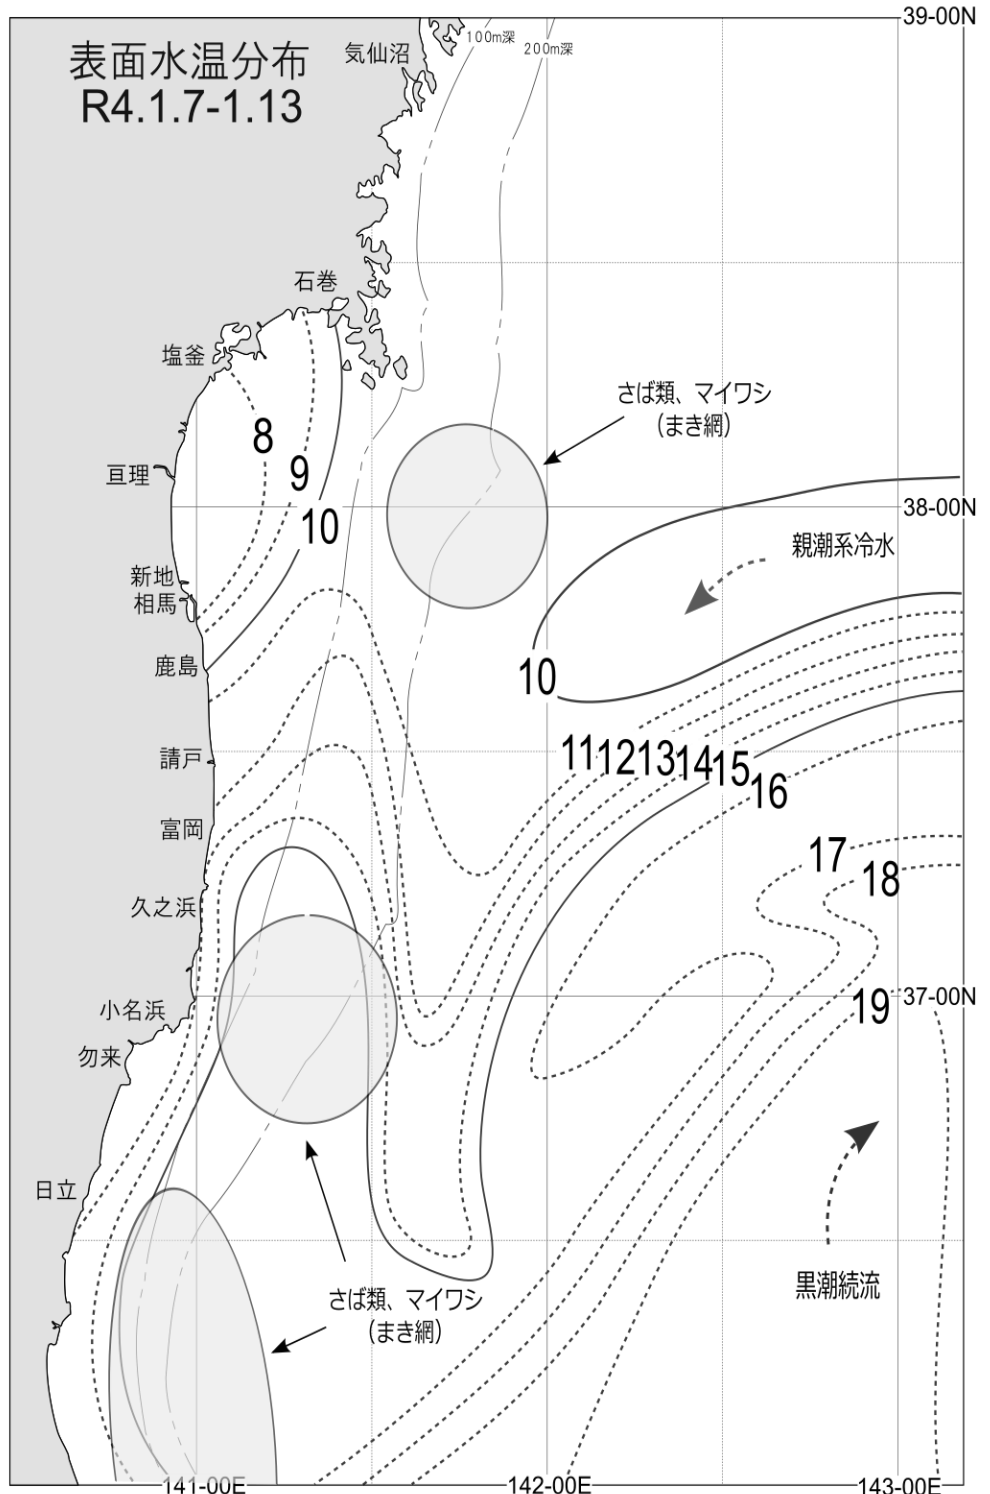 表面水温分布
R4.1.7-1.13
39-00N
100m深
200m深
気仙沼
石巻
塩釜
さば類、マイワシ
(まき網)
8
9
10
亘理
38-00N
親潮系冷水
新地
相馬
鹿島
10
請戸
11
12
13
14
15
16
富岡
17
18
久之浜
小名浜
37-00N
19
勿来
日立
黒潮続流
さば類、マイワシ
(まき網)
141-00E
142-00E
143-00E